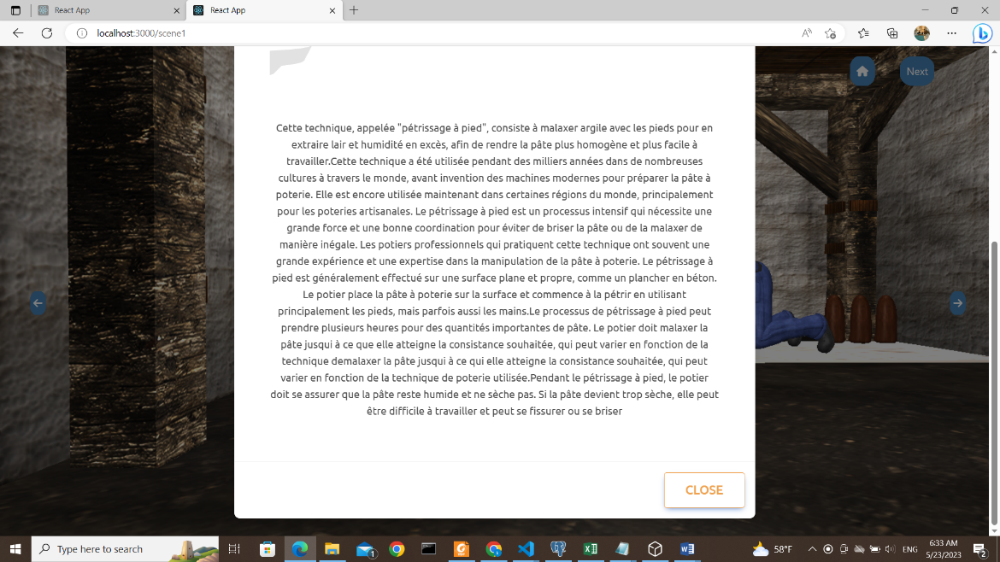 React App
React App
localhost:3000/scene1
Next
Cette technique, appelée "pétrissage à pied", consiste à malaxer argile avec les pieds pour en
extraire lair et humidité en excès, afin de rendre la pâte plus homogène et plus facile à
travailler.Cette technique a été utilisée pendant des milliers années dans de nombreuses
cultures à travers le monde, avant invention des machines modernes pour préparer la pâte à
poterie. Elle est encore utilisée maintenant dans certaines régions du monde, principalement
pour les poteries artisanales. Le pétrissage à pied est un processus intensif qui nécessite une
grande force et une bonne coordination pour éviter de briser la pâte ou de la malaxer de
manière inégale. Les potiers professionnels qui pratiquent cette technique ont souvent une
grande expérience et une expertise dans la manipulation de la pâte à poterie. Le pétrissage à
pied est généralement effectué sur une surface plane et propre, comme un plancher en béton.
Le potier place la pâte à poterie sur la surface et commence à la pétrir en utilisant
principalement les pieds, mais parfois aussi les mains.Le processus de pétrissage à pied peut
prendre plusieurs heures pour des quantités importantes de pâte. Le potier doit malaxer la
pâte jusqui à ce que elle atteigne la consistance souhaitée, qui peut varier en fonction de la
technique demalaxer la pâte jusqui à ce qui elle atteigne la consistance souhaitée, qui peut
varier en fonction de la technique de poterie utilisée.Pendant le pétrissage à pied, le potier
doit se assurer que la pâte reste humide et ne sèche pas. Si la pâte devient trop sèche, elle peut
être difficile à travailler et peut se fissurer ou se briser
CLOSE
Type here to search
1
58°F
ENG
6:33 AM
5/23/2023
2